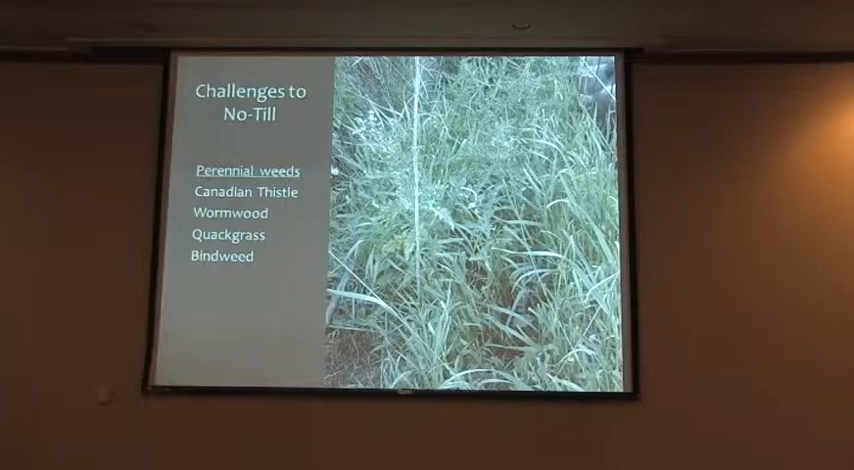 Challenges to
No-Till
Perennial weeds
Canadian Thistle
Wormwood
Quackgrass
Bindweed